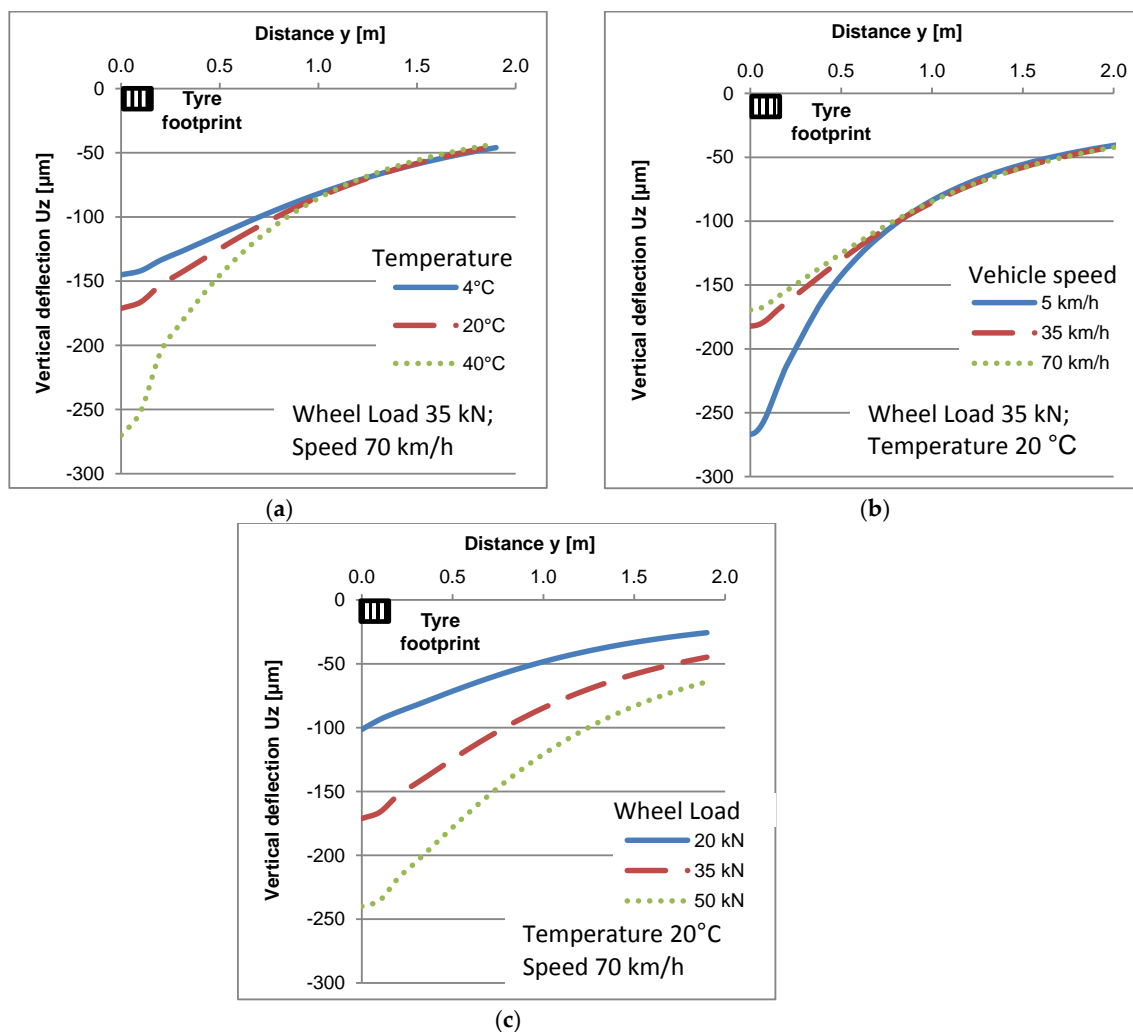 Distance y [m]
0.0 0.5 1.0 1.5 2.0
0
-50
-100
-150
-200
-250
-300
Vertical deflection Uz [µm]
Tyre
footprint
Temperature
4°C
20°C
40°C
Wheel Load 35 kN;
Speed 70 km/h
(a)
Distance y [m]
0.0 0.5 1.0 1.5 2.0
0
-50
-100
-150
-200
-250
-300
Vertical deflection Uz [µm]
Tyre
footprint
Vehicle speed
5 km/h
35 km/h
70 km/h
Wheel Load 35 kN;
Temperature 20 °C
(b)
Distance y [m]
0.0 0.5 1.0 1.5 2.0
0
-50
-100
-150
-200
-250
-300
Vertical deflection Uz [µm]
Tyre
footprint
Wheel Load
20 kN
35 kN
50 kN
Temperature 20°C
Speed 70 km/h
(c)